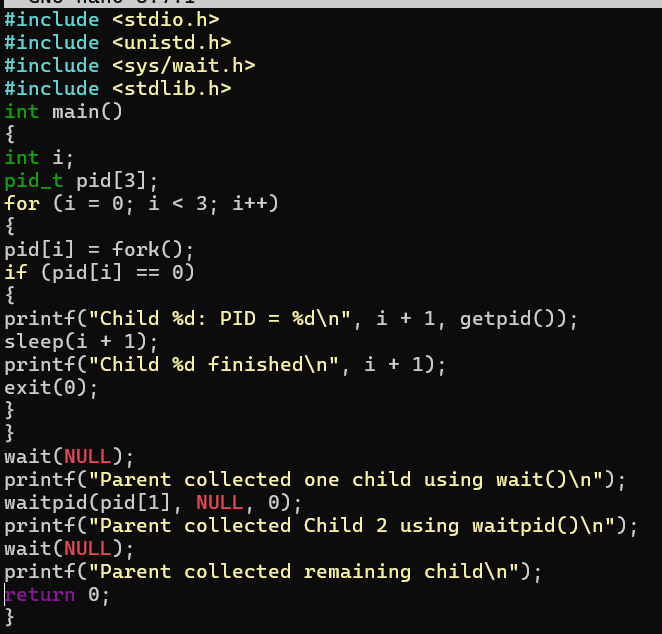 #include <stdio.h>
#include <unistd.h>
#include <sys/wait.h>
#include <stdlib.h>
int main()
{
int i;
pid_t pid[3];
for (i = 0; i < 3; i++)
{
pid[i] = fork();
if (pid[i] == 0)
{
printf("Child %d: PID = %d\n", i + 1, getpid());
sleep(i + 1);
printf("Child %d finished\n", i + 1);
exit(0);
}
}
wait(NULL);
printf("Parent collected one child using wait()\n");
waitpid(pid[1], NULL, 0);
printf("Parent collected Child 2 using waitpid()\n");
wait(NULL);
printf("Parent collected remaining child\n");
return 0;
}